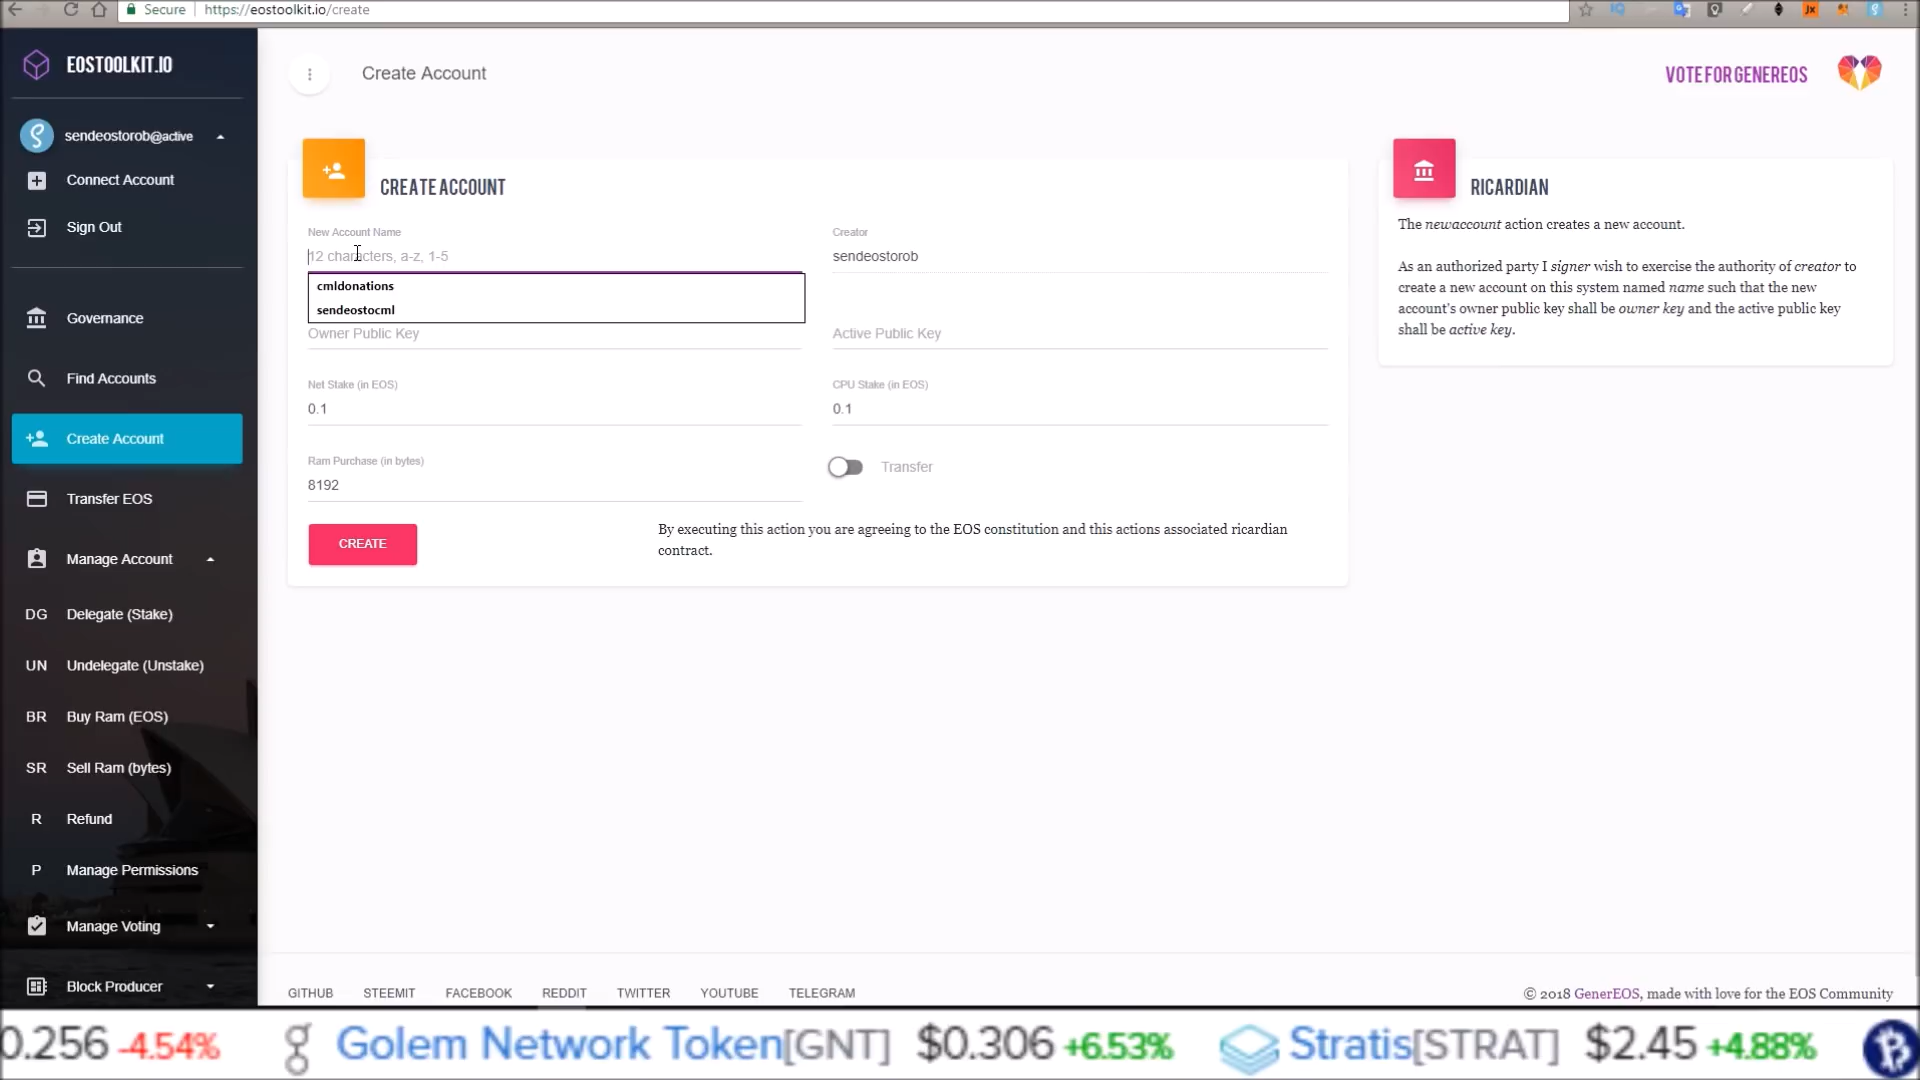 Secure https://eostoolkit.io/create
EOSTOOLKIT.IO
sendeostorob@active
Connect Account
Sign Out
Governance
Find Accounts
Create Account
Transfer EOS
Manage Account
DG Delegate (Stake)
UN Undelegate (Unstake)
BR Buy Ram (EOS)
SR Sell Ram (bytes)
R Refund
P Manage Permissions
Manage Voting
Block Producer
Create Account
VOTE FOR GENEREOS
CREATE ACCOUNT
New Account Name
12 characters, a-z, 1-5
cmldonations
sendeostocml
Creator
sendeostorob
Owner Public Key
Active Public Key
Net Stake (in EOS)
0.1
CPU Stake (in EOS)
0.1
Ram Purchase (in bytes)
8192
Transfer
CREATE
By executing this action you are agreeing to the EOS constitution and this actions associated ricardian
contract.
RICARDIAN
The newaccount action creates a new account.
As an authorized party I signer wish to exercise the authority of creator to
create a new account on this system named name such that the new
account's owner public key shall be owner key and the active public key
shall be active key.
GITHUB STEEMIT FACEBOOK REDDIT TWITTER YOUTUBE TELEGRAM
© 2018 GenerEOS, made with love for the EOS Community
0.256 -4.54% Golem Network Token[GNT] $0.306 +6.53% Stratis[STRAT] $2.45 +4.88%